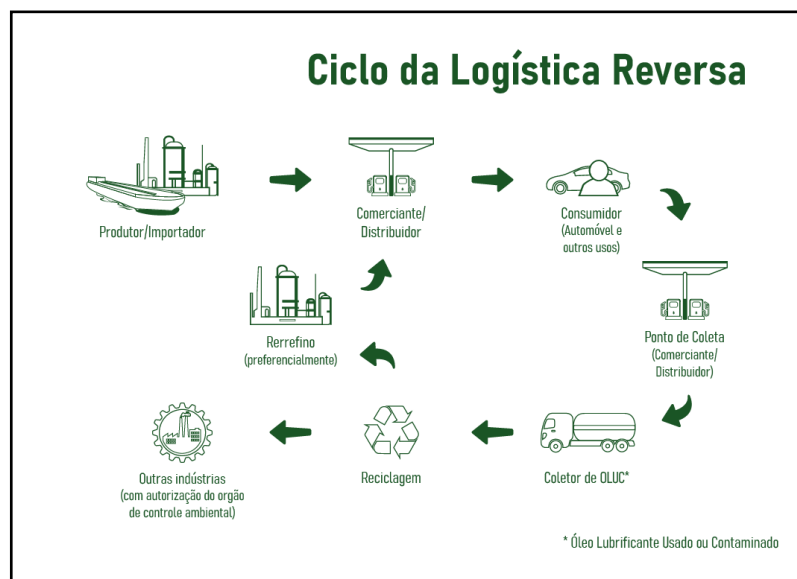 Ciclo da Logística Reversa
Produtor/Importador
Comerciante/
Distribuidor
Consumidor
(Automóvel e
outros usos)
Rerrefino
(preferencialmente)
Ponto de Coleta
(Comerciante/
Distribuidor)
Outras indústrias
(com autorização do orgão
de controle ambiental)
Reciclagem
Coletor de OLUC*
* Óleo Lubrificante Usado ou Contaminado